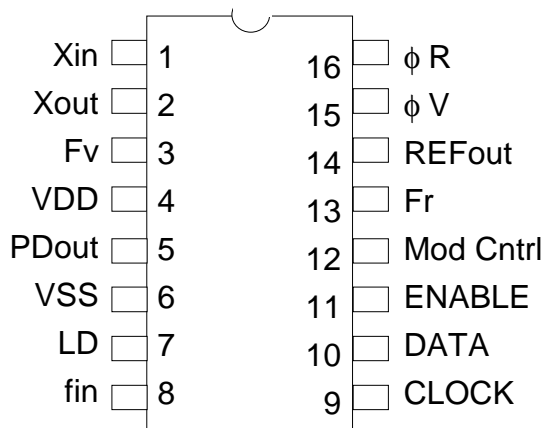 Xin 1 16 ϕ R
Xout 2 15 ϕ V
Fv 3 14 REFout
VDD 4 13 Fr
PDout 5 12 Mod Cntrl
VSS 6 11 ENABLE
LD 7 10 DATA
fin 8 9 CLOCK